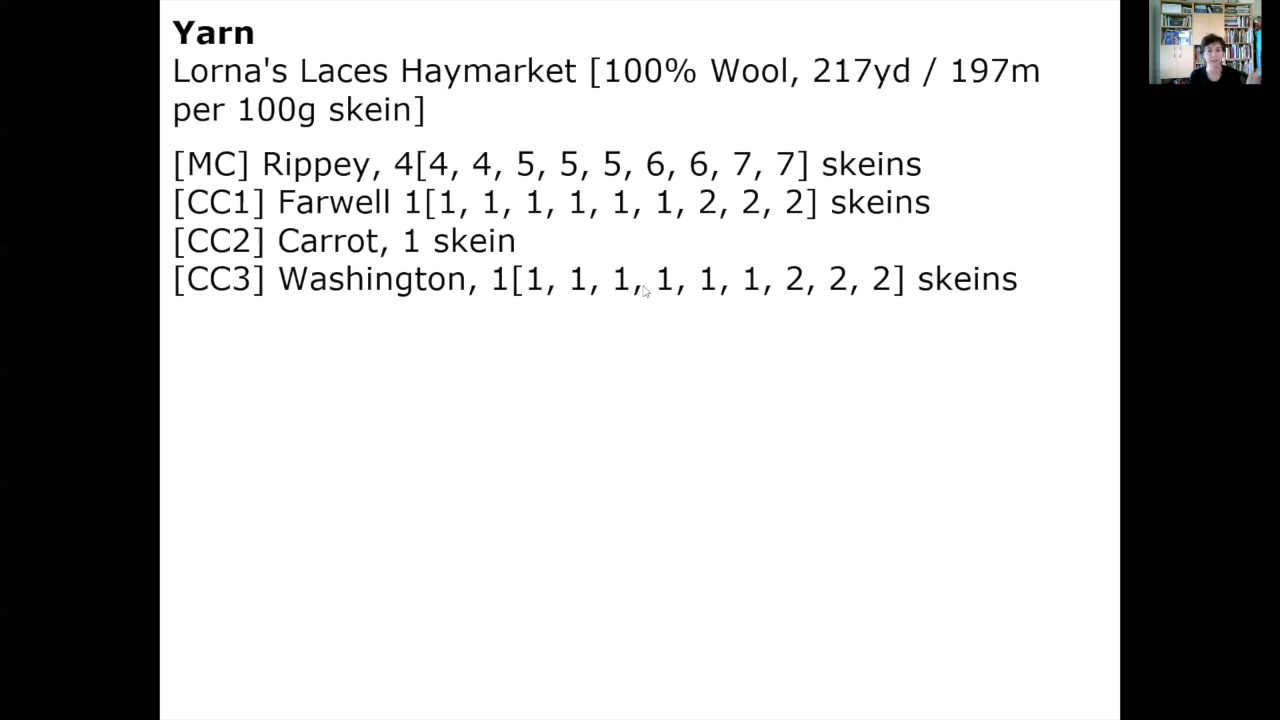 Yarn
Lorna's Laces Haymarket [100% Wool, 217yd / 197m
per 100g skein]
[MC] Rippey, 4[4, 4, 5, 5, 5, 6, 6, 7, 7] skeins
[CC1] Farwell 1[1, 1, 1, 1, 1, 1, 2, 2, 2] skeins
[CC2] Carrot, 1 skein
[CC3] Washington, 1[1, 1, 1, 1, 1, 1, 2, 2, 2] skeins